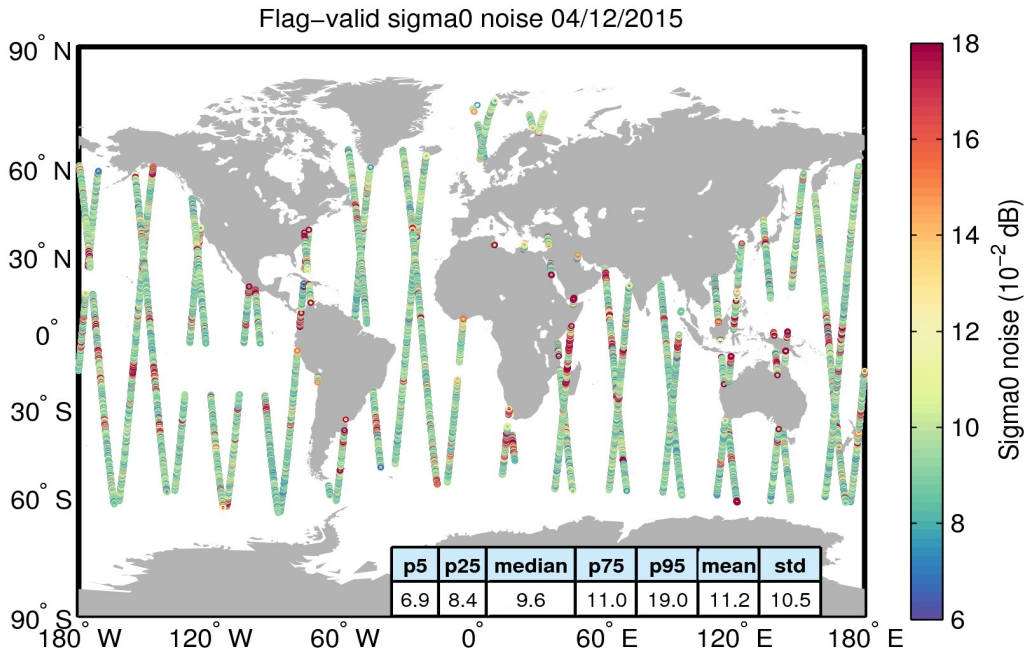 Flag−valid sigma0 noise 04/12/2015
90° N
60° N
30° N
0°
30° S
60° S
90° S
180° W 120° W 60° W 0° 60° E 120° E 180° E
p5 p25 median p75 p95 mean std
6.9 8.4 9.6 11.0 19.0 11.2 10.5
18
16
14
12
10
8
6
Sigma0 noise (10⁻² dB)